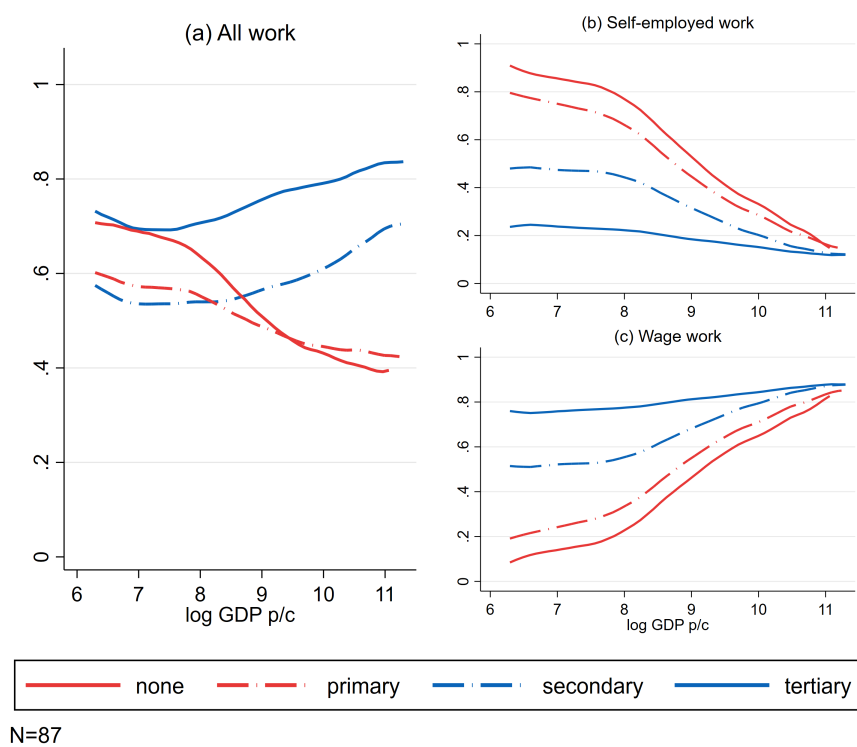 (a) All work
1
.8
.6
.4
.2
0
6 7 8 9 10 11
log GDP p/c
(b) Self-employed work
1
.8
.6
.4
.2
0
6 7 8 9 10 11
(c) Wage work
1
.8
.6
.4
.2
0
6 7 8 9 10 11
log GDP p/c
none primary secondary tertiary
N=87